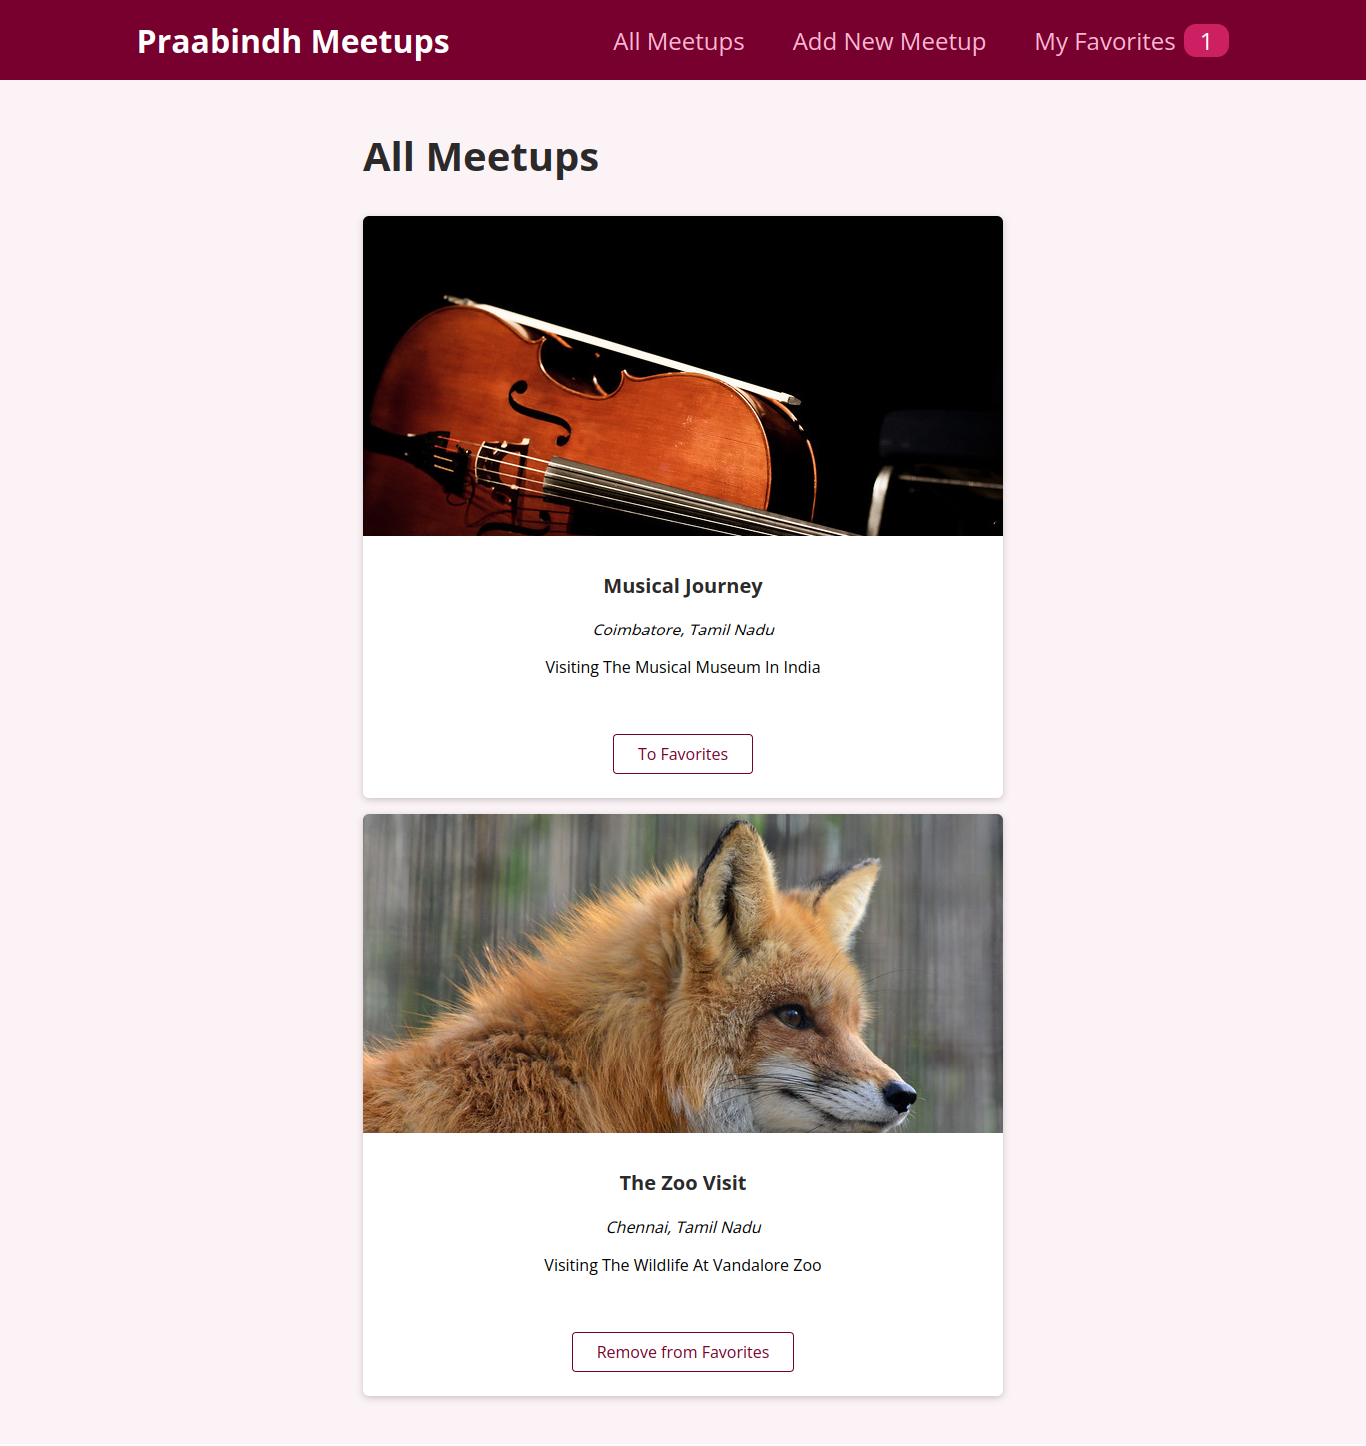 Praabindh Meetups
All Meetups
Add New Meetup
My Favorites 1
All Meetups
Musical Journey
Coimbatore, Tamil Nadu
Visiting The Musical Museum In India
To Favorites
The Zoo Visit
Chennai, Tamil Nadu
Visiting The Wildlife At Vandalore Zoo
Remove from Favorites